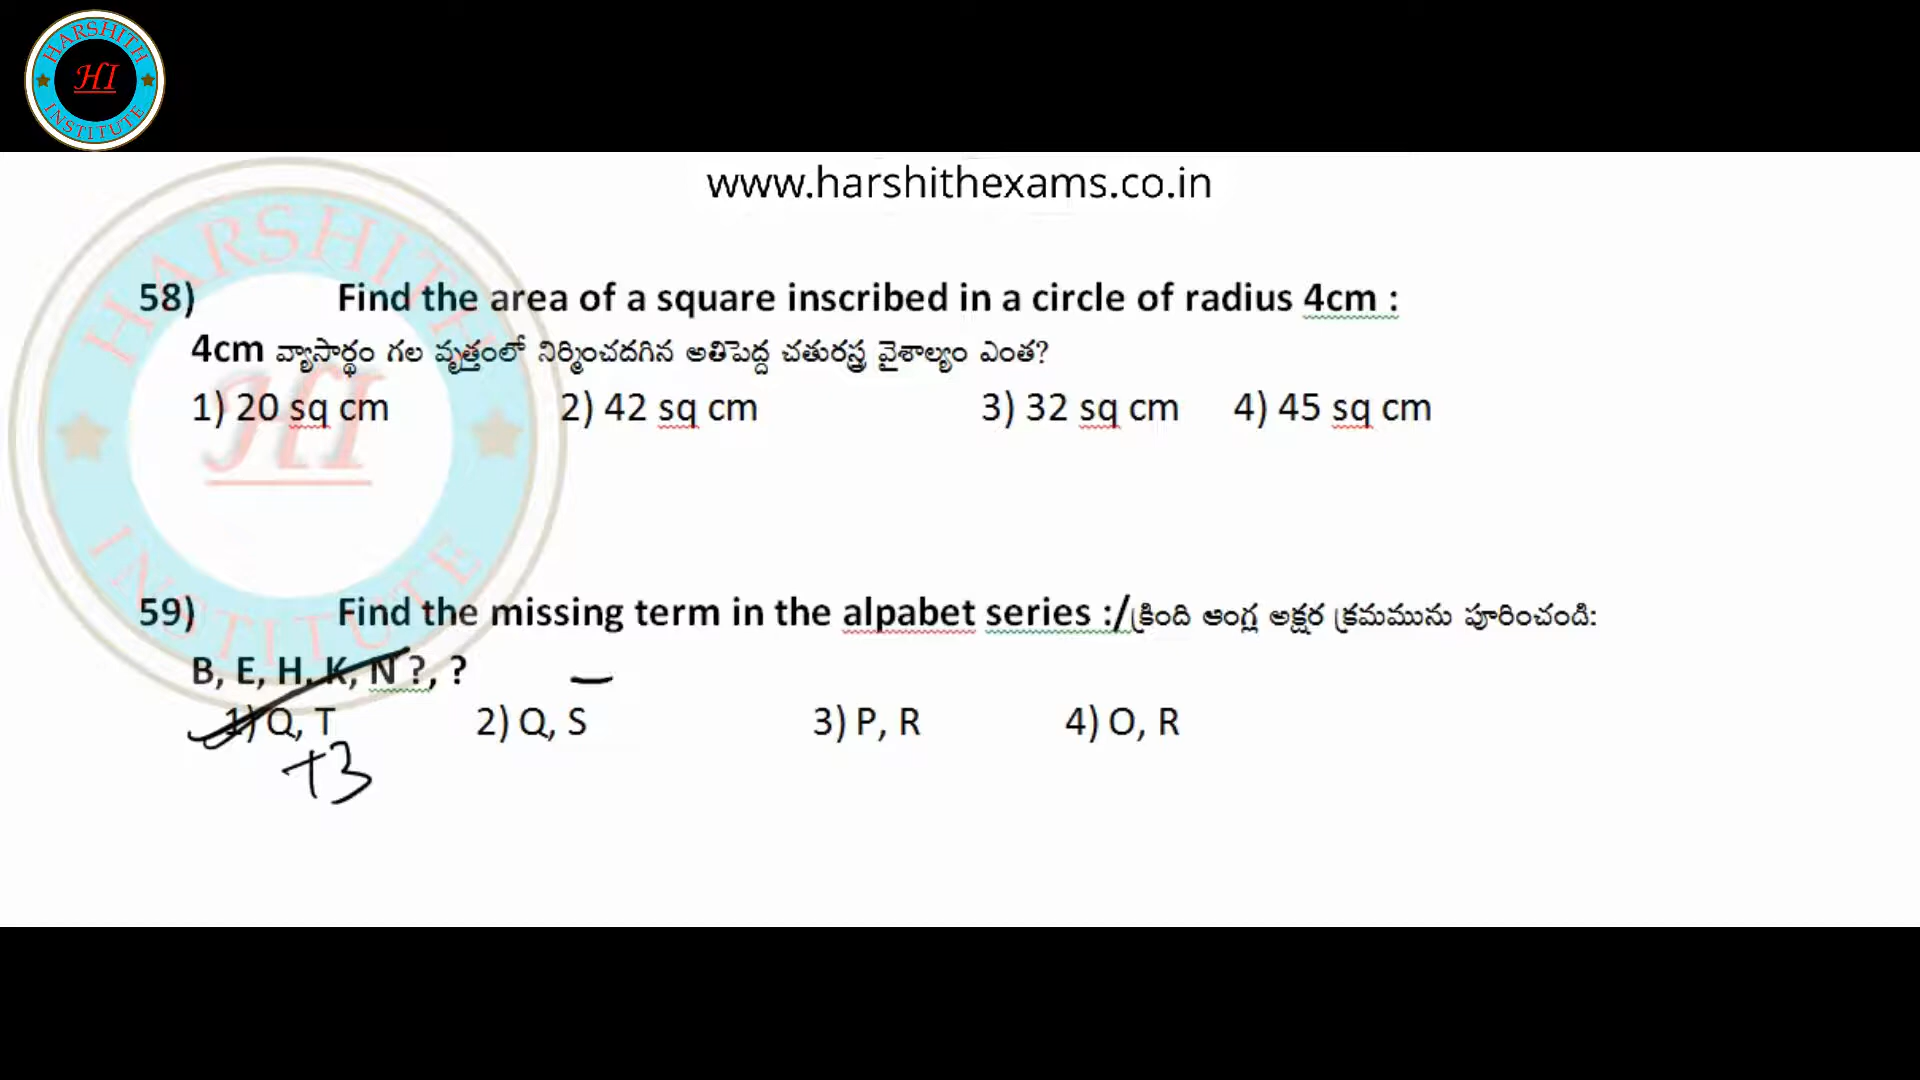 HARSHITH
HI
INSTITUTE
www.harshithexams.co.in
HARSHITH
HI
INSTITUTE
58) Find the area of a square inscribed in a circle of radius 4cm :
4cm వ్యాసార్థం గల వృత్తంలో నిర్మించదగిన అతిపెద్ద చతురస్ర వైశాల్యం ఎంత?
1) 20 sq cm 2) 42 sq cm 3) 32 sq cm 4) 45 sq cm
59) Find the missing term in the alpabet series :/క్రింది ఆంగ్ల అక్షర క్రమమును పూరించండి:
B, E, H, K, N ?, ?
1) Q, T 2) Q, S 3) P, R 4) O, R
+3